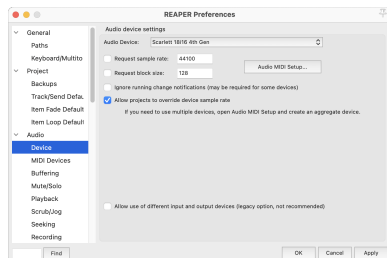 REAPER Preferences
General
Paths
Keyboard/Multito
Project
Backups
Track/Send Defau
Item Fade Default
Item Loop Default
Audio
Device
MIDI Devices
Buffering
Mute/Solo
Playback
Scrub/Jog
Seeking
Recording
Find
Audio device settings
Audio Device: Scarlett 18i16 4th Gen
Request sample rate: 44100
Request block size: 128
Audio MIDI Setup...
Ignore running change notifications (may be required for some devices)
Allow projects to override device sample rate
If you need to use multiple devices, open Audio MIDI Setup and create an aggregate device.
Allow use of different input and output devices (legacy option, not recommended)
OK Cancel Apply